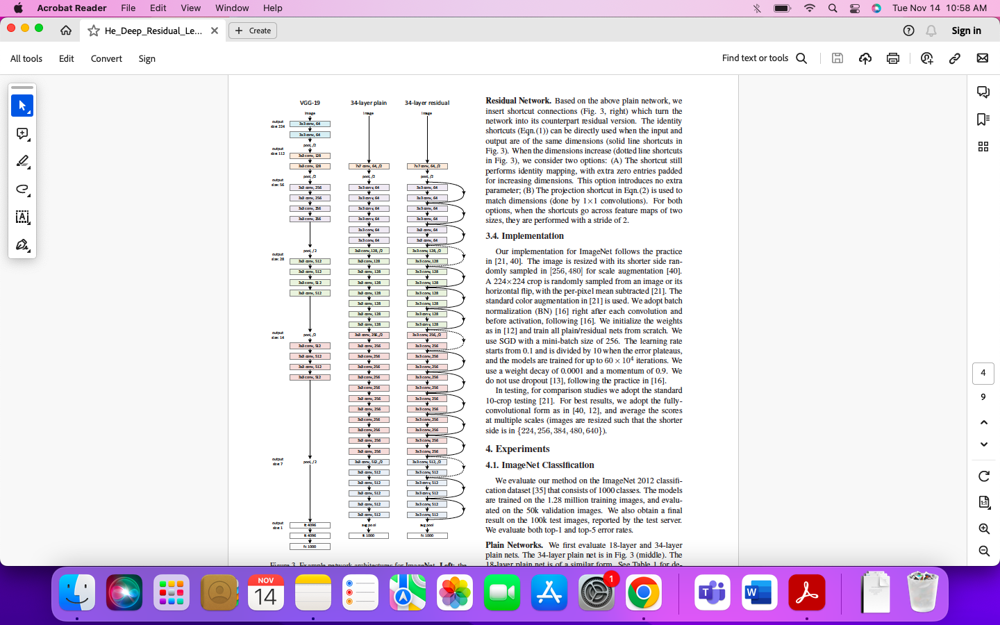 Acrobat Reader File Edit View Window Help
Tue Nov 14 10:58 AM
He_Deep_Residual_Le...
Create
Sign in
All tools Edit Convert Sign
Find text or tools
VGG-19 34-layer plain 34-layer residual
image image image
output
size: 224
3x3 conv, 64
3x3 conv, 64
pool, /2
output
size: 112
3x3 conv, 128
3x3 conv, 128 7x7 conv, 64, /2 7x7 conv, 64, /2
pool, /2 pool, /2 pool, /2
output
size: 56
3x3 conv, 256 3x3 conv, 64 3x3 conv, 64
3x3 conv, 256 3x3 conv, 64 3x3 conv, 64
3x3 conv, 256 3x3 conv, 64 3x3 conv, 64
3x3 conv, 256 3x3 conv, 64 3x3 conv, 64
3x3 conv, 64 3x3 conv, 64
3x3 conv, 64 3x3 conv, 64
pool, /2 3x3 conv, 128, /2 3x3 conv, 128, /2
output
size: 28
3x3 conv, 512 3x3 conv, 128 3x3 conv, 128
3x3 conv, 512 3x3 conv, 128 3x3 conv, 128
3x3 conv, 512 3x3 conv, 128 3x3 conv, 128
3x3 conv, 512 3x3 conv, 128 3x3 conv, 128
3x3 conv, 128 3x3 conv, 128
3x3 conv, 128 3x3 conv, 128
3x3 conv, 128 3x3 conv, 128
pool, /2 3x3 conv, 256, /2 3x3 conv, 256, /2
output
size: 14
3x3 conv, 512 3x3 conv, 256 3x3 conv, 256
3x3 conv, 512 3x3 conv, 256 3x3 conv, 256
3x3 conv, 512 3x3 conv, 256 3x3 conv, 256
3x3 conv, 512 3x3 conv, 256 3x3 conv, 256
3x3 conv, 256 3x3 conv, 256
3x3 conv, 256 3x3 conv, 256
3x3 conv, 256 3x3 conv, 256
3x3 conv, 256 3x3 conv, 256
3x3 conv, 256 3x3 conv, 256
3x3 conv, 256 3x3 conv, 256
3x3 conv, 256 3x3 conv, 256
output
size: 7
pool, /2 3x3 conv, 512, /2 3x3 conv, 512, /2
3x3 conv, 512 3x3 conv, 512
3x3 conv, 512 3x3 conv, 512
3x3 conv, 512 3x3 conv, 512
3x3 conv, 512 3x3 conv, 512
3x3 conv, 512 3x3 conv, 512
output
size: 1
fc 4096 avg pool avg pool
fc 4096 fc 1000 fc 1000
fc 1000
Figure 3. Example network architectures for ImageNet. Left: the
Residual Network. Based on the above plain network, we
insert shortcut connections (Fig. 3, right) which turn the
network into its counterpart residual version. The identity
shortcuts (Eqn.(1)) can be directly used when the input and
output are of the same dimensions (solid line shortcuts in
Fig. 3). When the dimensions increase (dotted line shortcuts
in Fig. 3), we consider two options: (A) The shortcut still
performs identity mapping, with extra zero entries padded
for increasing dimensions. This option introduces no extra
parameter; (B) The projection shortcut in Eqn.(2) is used to
match dimensions (done by 1×1 convolutions). For both
options, when the shortcuts go across feature maps of two
sizes, they are performed with a stride of 2.
3.4. Implementation
Our implementation for ImageNet follows the practice
in [21, 40]. The image is resized with its shorter side ran-
domly sampled in [256, 480] for scale augmentation [40].
A 224×224 crop is randomly sampled from an image or its
horizontal flip, with the per-pixel mean subtracted [21]. The
standard color augmentation in [21] is used. We adopt batch
normalization (BN) [16] right after each convolution and
before activation, following [16]. We initialize the weights
as in [12] and train all plain/residual nets from scratch. We
use SGD with a mini-batch size of 256. The learning rate
starts from 0.1 and is divided by 10 when the error plateaus,
and the models are trained for up to 60 × 10⁴ iterations. We
use a weight decay of 0.0001 and a momentum of 0.9. We
do not use dropout [13], following the practice in [16].
In testing, for comparison studies we adopt the standard
10-crop testing [21]. For best results, we adopt the fully-
convolutional form as in [40, 12], and average the scores
at multiple scales (images are resized such that the shorter
side is in {224, 256, 384, 480, 640}).
4. Experiments
4.1. ImageNet Classification
We evaluate our method on the ImageNet 2012 classifi-
cation dataset [35] that consists of 1000 classes. The models
are trained on the 1.28 million training images, and evalu-
ated on the 50k validation images. We also obtain a final
result on the 100k test images, reported by the test server.
We evaluate both top-1 and top-5 error rates.
Plain Networks. We first evaluate 18-layer and 34-layer
plain nets. The 34-layer plain net is in Fig. 3 (middle). The
18-layer plain net is of a similar form. See Table 1 for de-
4
9
1:1
NOV
14
1